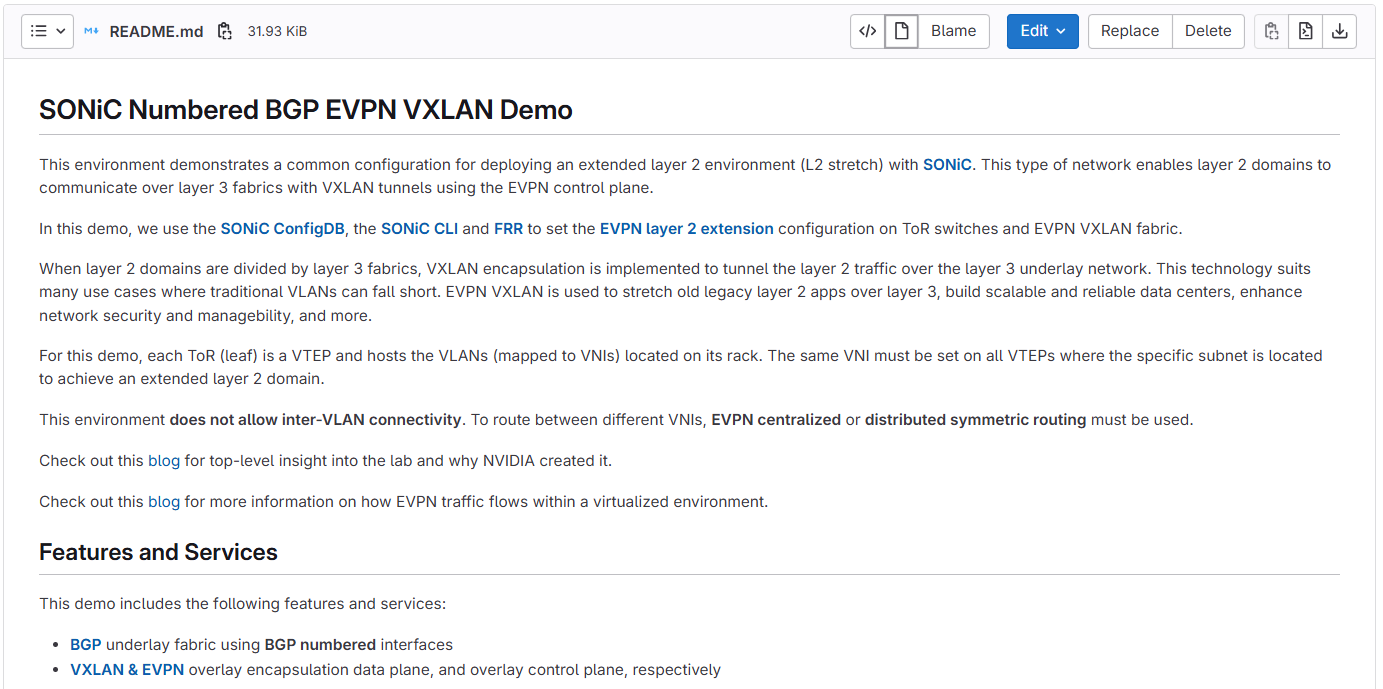 README.md 31.93 KiB Blame Edit Replace Delete
SONiC Numbered BGP EVPN VXLAN Demo
This environment demonstrates a common configuration for deploying an extended layer 2 environment (L2 stretch) with SONiC. This type of network enables layer 2 domains to
communicate over layer 3 fabrics with VXLAN tunnels using the EVPN control plane.
In this demo, we use the SONiC ConfigDB, the SONiC CLI and FRR to set the EVPN layer 2 extension configuration on ToR switches and EVPN VXLAN fabric.
When layer 2 domains are divided by layer 3 fabrics, VXLAN encapsulation is implemented to tunnel the layer 2 traffic over the layer 3 underlay network. This technology suits
many use cases where traditional VLANs can fall short. EVPN VXLAN is used to stretch old legacy layer 2 apps over layer 3, build scalable and reliable data centers, enhance
network security and managebility, and more.
For this demo, each ToR (leaf) is a VTEP and hosts the VLANs (mapped to VNIs) located on its rack. The same VNI must be set on all VTEPs where the specific subnet is located
to achieve an extended layer 2 domain.
This environment does not allow inter-VLAN connectivity. To route between different VNIs, EVPN centralized or distributed symmetric routing must be used.
Check out this blog for top-level insight into the lab and why NVIDIA created it.
Check out this blog for more information on how EVPN traffic flows within a virtualized environment.
Features and Services
This demo includes the following features and services:
• BGP underlay fabric using BGP numbered interfaces
• VXLAN & EVPN overlay encapsulation data plane, and overlay control plane, respectively